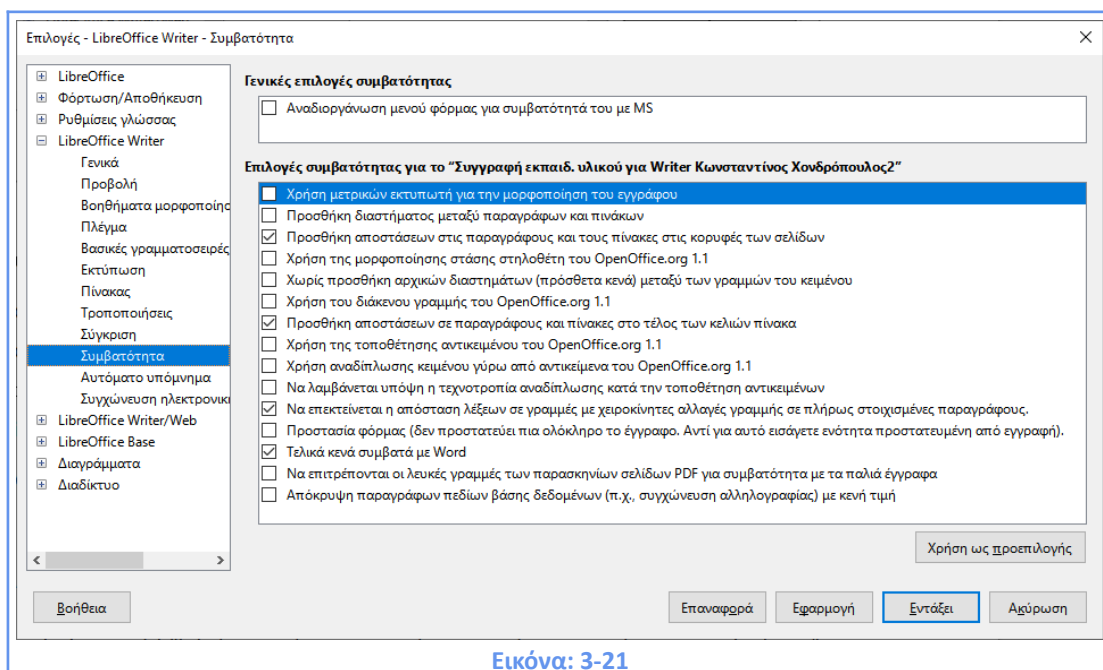 Επιλογές - LibreOffice Writer - Συμβατότητα
LibreOffice
Φόρτωση/Αποθήκευση
Ρυθμίσεις γλώσσας
LibreOffice Writer
Γενικά
Προβολή
Βοηθήματα μορφοποίησ
Πλέγμα
Βασικές γραμματοσειρές
Εκτύπωση
Πίνακας
Τροποποιήσεις
Σύγκριση
Συμβατότητα
Αυτόματο υπόμνημα
Συγχώνευση ηλεκτρονικ
LibreOffice Writer/Web
LibreOffice Base
Διαγράμματα
Διαδίκτυο
Γενικές επιλογές συμβατότητας
Αναδιοργάνωση μενού φόρμας για συμβατότητά του με MS
Επιλογές συμβατότητας για το “Συγγραφή εκπαιδ. υλικού για Writer Κωνσταντίνος Χονδρόπουλος2”
Χρήση μετρικών εκτυπωτή για την μορφοποίηση του εγγράφου
Προσθήκη διαστήματος μεταξύ παραγράφων και πινάκων
Προσθήκη αποστάσεων στις παραγράφους και τους πίνακες στις κορυφές των σελίδων
Χρήση της μορφοποίησης στάσης στηλοθέτη του OpenOffice.org 1.1
Χωρίς προσθήκη αρχικών διαστημάτων (πρόσθετα κενά) μεταξύ των γραμμών του κειμένου
Χρήση του διάκενου γραμμής του OpenOffice.org 1.1
Προσθήκη αποστάσεων σε παραγράφους και πίνακες στο τέλος των κελιών πίνακα
Χρήση της τοποθέτησης αντικειμένου του OpenOffice.org 1.1
Χρήση αναδίπλωσης κειμένου γύρω από αντικείμενα του OpenOffice.org 1.1
Να λαμβάνεται υπόψη η τεχνοτροπία αναδίπλωσης κατά την τοποθέτηση αντικειμένων
Να επεκτείνεται η απόσταση λέξεων σε γραμμές με χειροκίνητες αλλαγές γραμμής σε πλήρως στοιχισμένες παραγράφους.
Προστασία φόρμας (δεν προστατεύει πια ολόκληρο το έγγραφο. Αντί για αυτό εισάγετε ενότητα προστατευμένη από εγγραφή).
Τελικά κενά συμβατά με Word
Να επιτρέπονται οι λευκές γραμμές των παρασκηνίων σελίδων PDF για συμβατότητα με τα παλιά έγγραφα
Απόκρυψη παραγράφων πεδίων βάσης δεδομένων (π.χ., συγχώνευση αλληλογραφίας) με κενή τιμή
Χρήση ως προεπιλογής
Βοήθεια
Επαναφορά
Εφαρμογή
Εντάξει
Ακύρωση
Εικόνα: 3-21